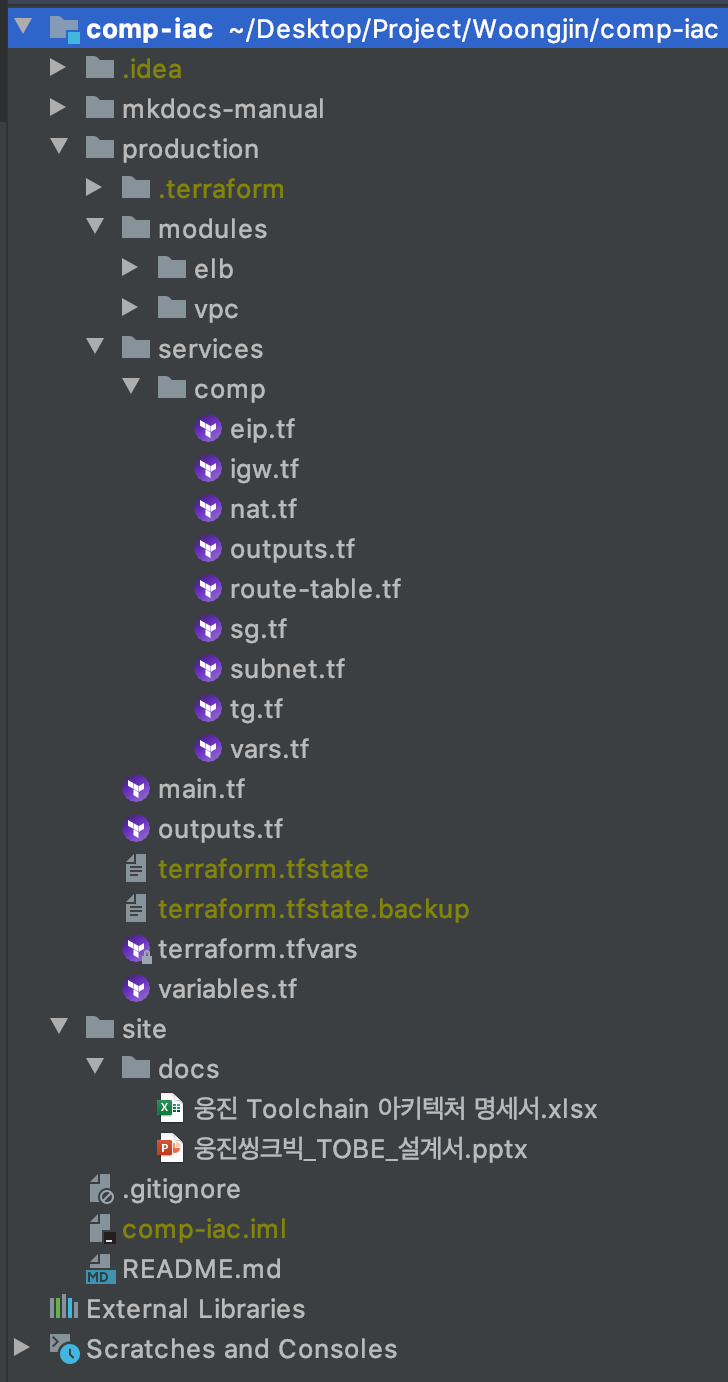 comp-iac ~/Desktop/Project/Woongjin/comp-iac
.idea
mkdocs-manual
production
.terraform
modules
elb
vpc
services
comp
eip.tf
igw.tf
nat.tf
outputs.tf
route-table.tf
sg.tf
subnet.tf
tg.tf
vars.tf
main.tf
outputs.tf
terraform.tfstate
terraform.tfstate.backup
terraform.tfvars
variables.tf
site
docs
웅진 Toolchain 아키텍처 명세서.xlsx
웅진씽크빅_TOBE_설계서.pptx
.gitignore
comp-iac.iml
README.md
External Libraries
Scratches and Consoles